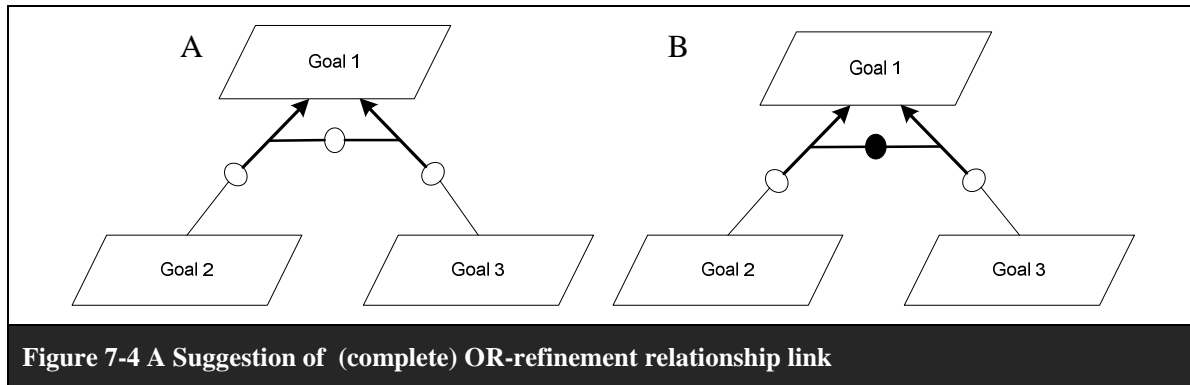 A
Goal 1
Goal 2
Goal 3
B
Goal 1
Goal 2
Goal 3
Figure 7-4 A Suggestion of (complete) OR-refinement relationship link